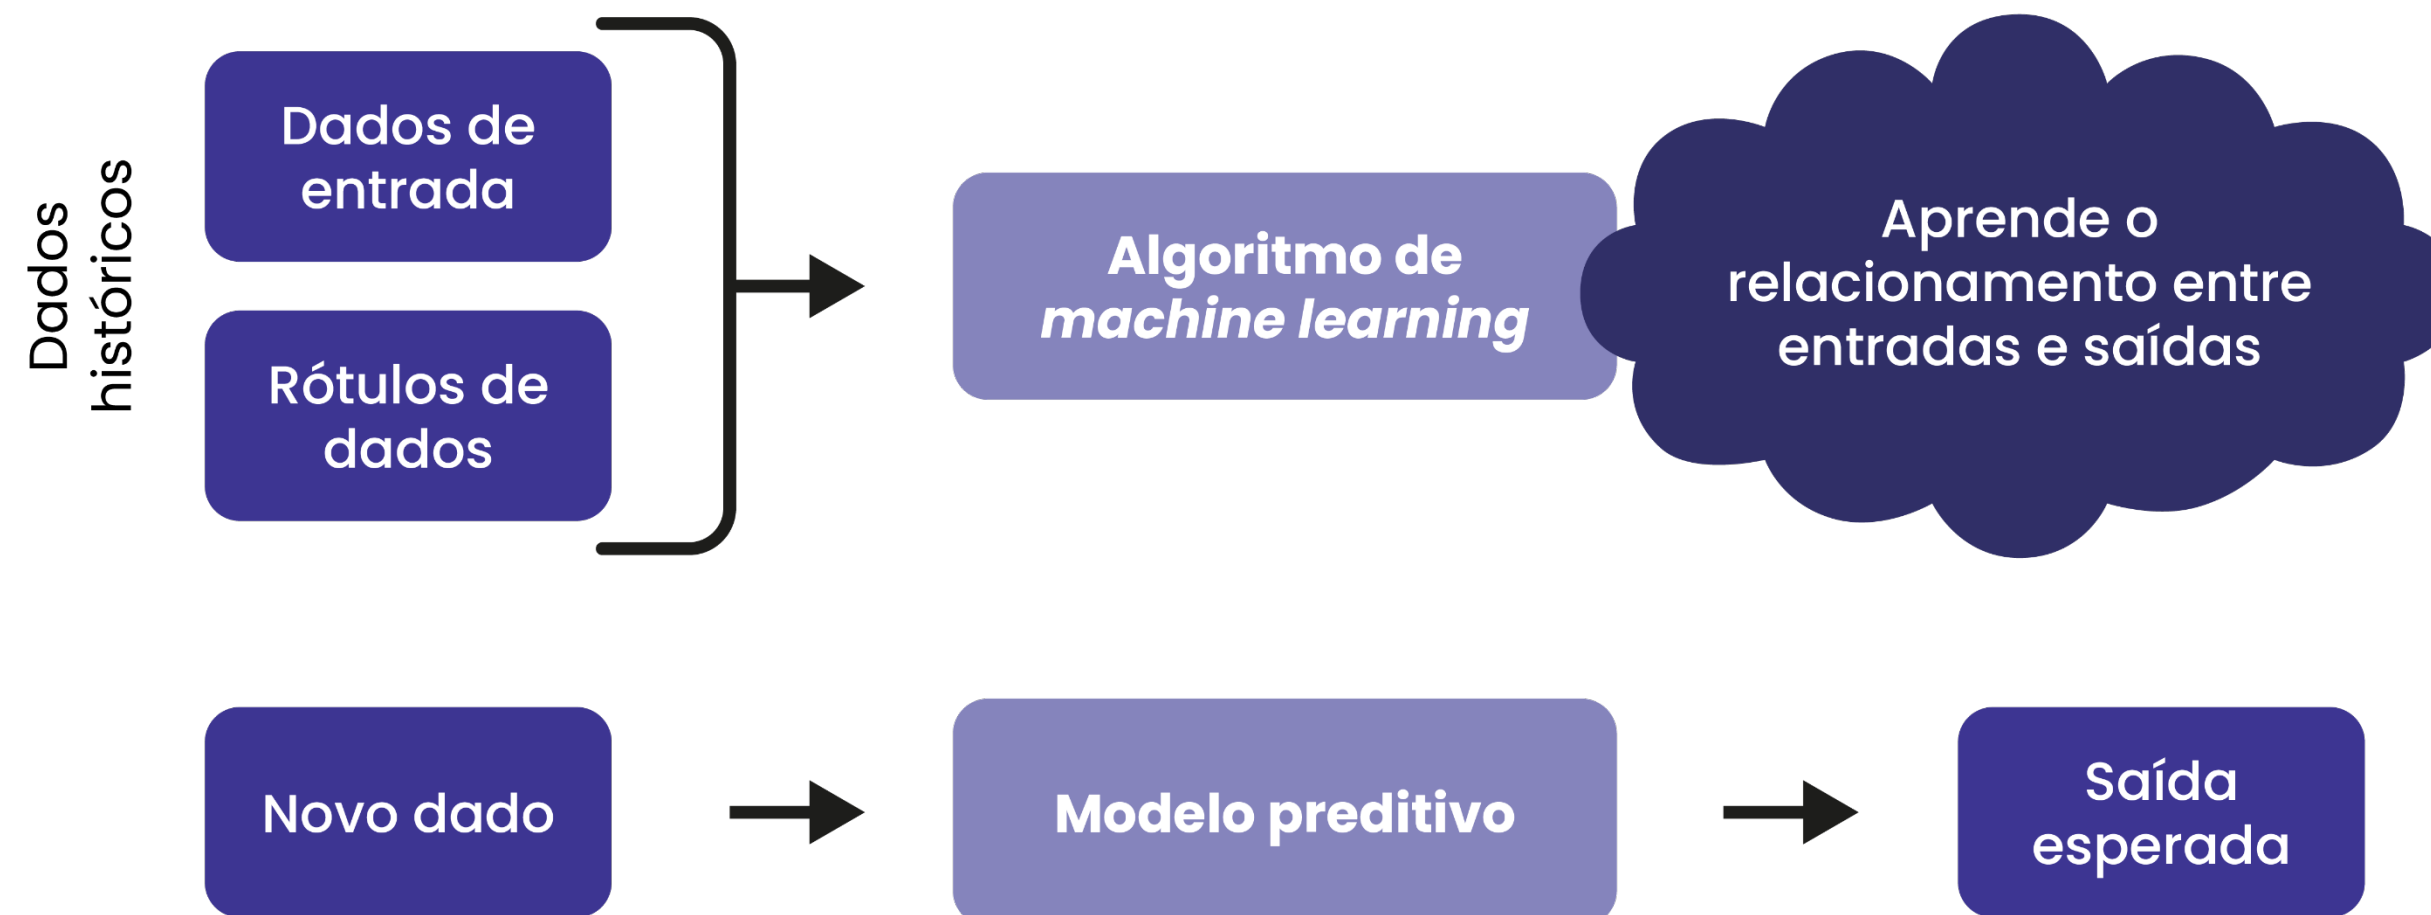 Dados
históricos
Dados de
entrada
Rótulos de
dados
Algoritmo de
machine learning
Aprende o
relacionamento entre
entradas e saídas
Novo dado
Modelo preditivo
Saída
esperada